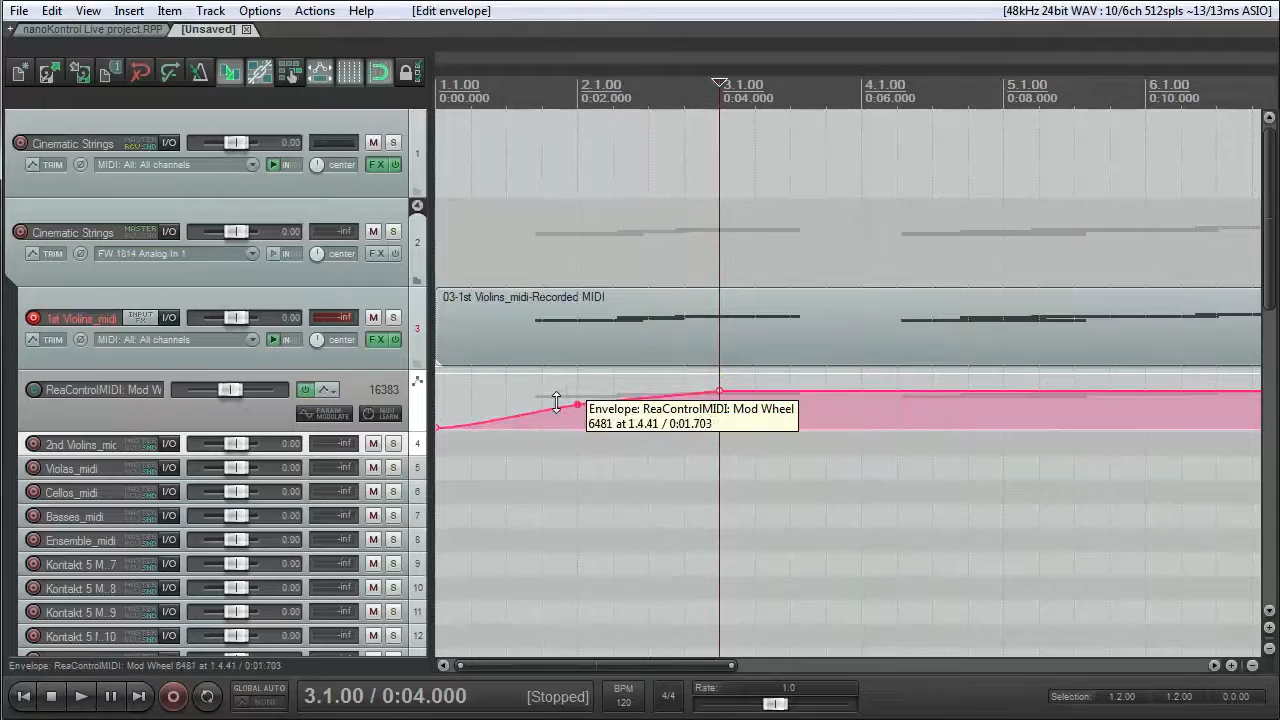 File Edit View Insert Item Track Options Actions Help [Edit envelope] [48kHz 24bit WAV : 10/6ch 512spls ~13/13ms ASIO]
nanoKontrol Live project.RPP [Unsaved]
1.1.00 2.1.00 3.1.00 4.1.00 5.1.00 6.1.00
0:00.000 0:02.000 0:04.000 0:06.000 0:08.000 0:10.000
Cinematic Strings MASTER RCV SND I/O 0.00 M S 1
TRIM MIDI: All: All channels IN center FX
Cinematic Strings MASTER I/O 0.00 -inf M S 2
TRIM FW 1814 Analog In 1 IN center FX
03-1st Violins_midi-Recorded MIDI
1st Violins_midi INPUT FX I/O 0.00 -inf M S 3
TRIM MIDI: All: All channels IN center FX
ReaControlMIDI: Mod W 16383
PARAM MODULATE MIDI LEARN
Envelope: ReaControlMIDI: Mod Wheel
6481 at 1.4.41 / 0:01.703
2nd Violins_mic I/O 0.00 -inf M S 4
Violas_midi I/O 0.00 -inf M S 5
Cellos_midi I/O 0.00 -inf M S 6
Basses_midi I/O 0.00 -inf M S 7
Ensemble_midi I/O 0.00 -inf M S 8
Kontakt 5 M..7 I/O 0.00 -inf M S 9
Kontakt 5 M..8 I/O 0.00 -inf M S 10
Kontakt 5 M..9 I/O 0.00 -inf M S 11
Kontakt 5 M..10 I/O 0.00 -inf M S 12
Envelope: ReaControlMIDI: Mod Wheel 6481 at 1.4.41 / 0:01.703
GLOBAL AUTO
NONE
3.1.00 / 0:04.000 [Stopped]
BPM
120
4/4
Rate: 1.0
Selection: 1.2.00 1.2.00 0.0.00